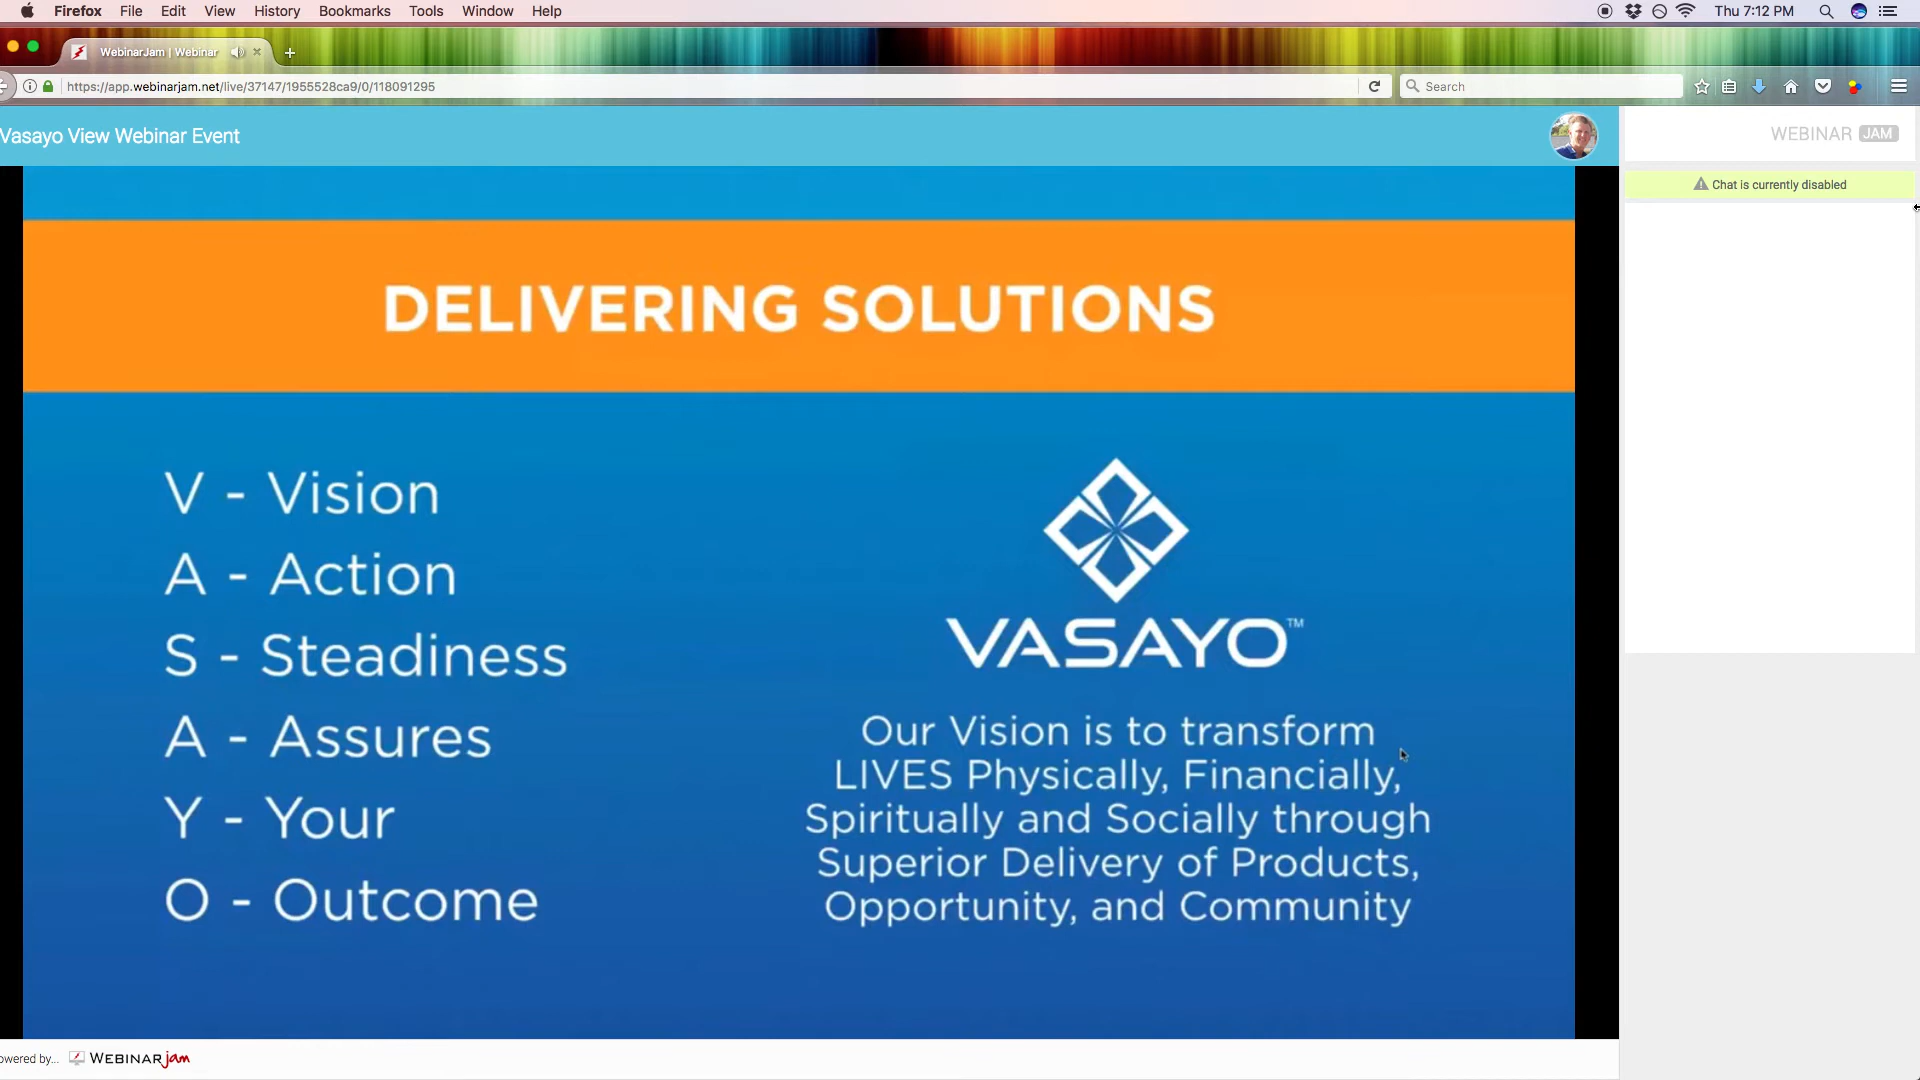 Firefox File Edit View History Bookmarks Tools Window Help Thu 7:12 PM
WebinarJam | Webinar
https://app.webinarjam.net/live/37147/1955528ca9/0/118091295 Search
Vasayo View Webinar Event
WEBINAR JAM
Chat is currently disabled
DELIVERING SOLUTIONS
V - Vision
A - Action
S - Steadiness
A - Assures
Y - Your
O - Outcome
VASAYO™
Our Vision is to transform
LIVES Physically, Financially,
Spiritually and Socially through
Superior Delivery of Products,
Opportunity, and Community
owered by... WEBINARjam